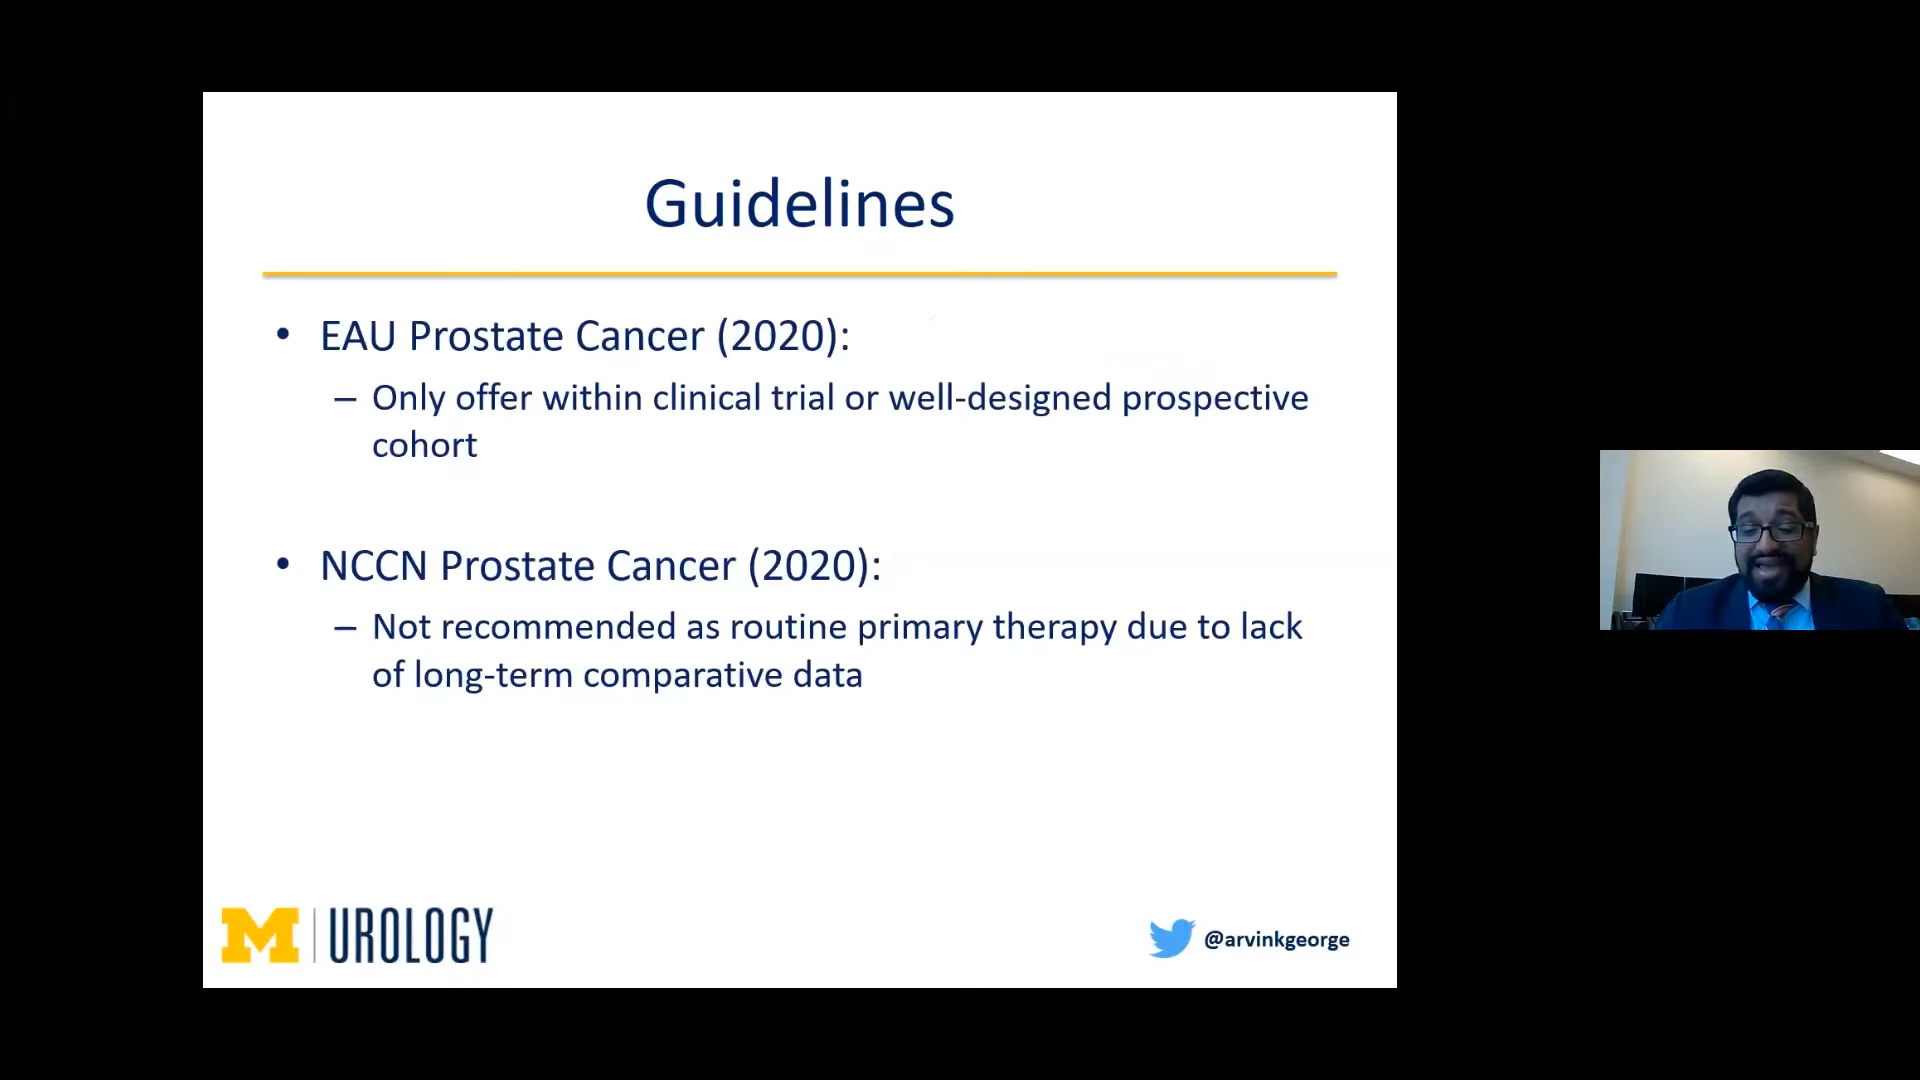 Guidelines
• EAU Prostate Cancer (2020):
– Only offer within clinical trial or well-designed prospective
cohort
• NCCN Prostate Cancer (2020):
– Not recommended as routine primary therapy due to lack
of long-term comparative data
M UROLOGY
@arvinkgeorge